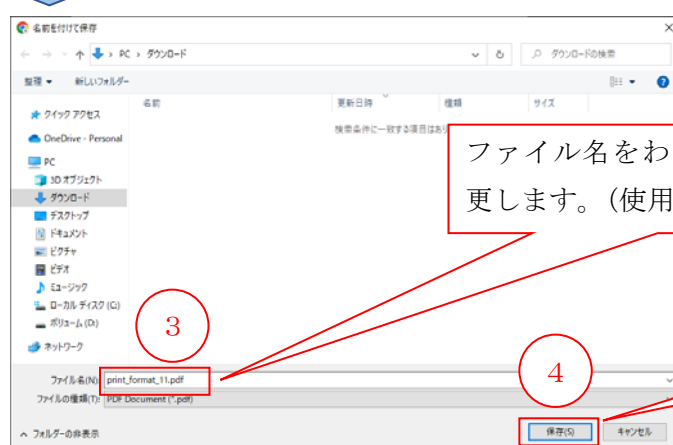 名前を付けて保存
PC › ダウンロード
ダウンロードの検索
整理 新しいフォルダー
名前 更新日時 種類 サイズ
検索条件に一致する項目はあり
クイック アクセス
OneDrive - Personal
PC
3D オブジェクト
ダウンロード
デスクトップ
ドキュメント
ピクチャ
ビデオ
ミュージック
ローカル ディスク (C:)
ボリューム (D:)
ネットワーク
ファイル名をわ
更します。（使用
3
4
ファイル名(N): print_format_11.pdf
ファイルの種類(T): PDF Document (*.pdf)
フォルダーの非表示
保存(S) キャンセル